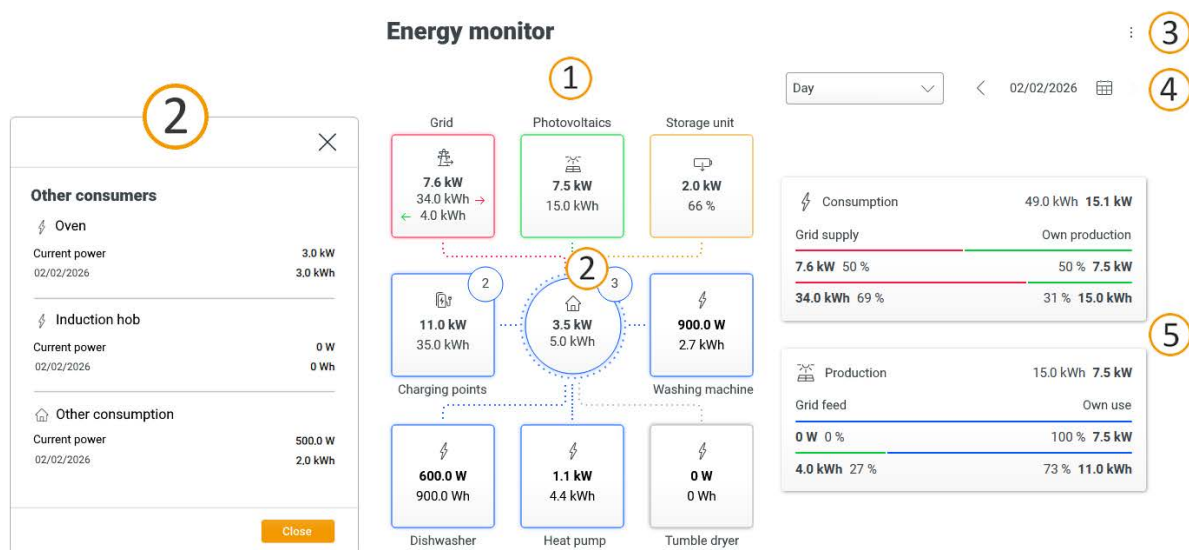 Energy monitor
3
1
4
Day
02/02/2026
2
Other consumers
Oven
Current power 3.0 kW
02/02/2026 3,0 kWh
Induction hob
Current power 0 W
02/02/2026 0 Wh
Other consumption
Current power 500.0 W
02/02/2026 2,0 kWh
Close
Grid Photovoltaics Storage unit
7.6 kW 7.5 kW 2.0 kW
34.0 kWh → 15.0 kWh 66 %
← 4.0 kWh
2
2 3
11.0 kW 3.5 kW 900.0 W
35.0 kWh 5.0 kWh 2.7 kWh
Charging points Washing machine
600.0 W 1.1 kW 0 W
900.0 Wh 4.4 kWh 0 Wh
Dishwasher Heat pump Tumble dryer
Consumption 49.0 kWh 15.1 kW
Grid supply Own production
7.6 kW 50 % 50 % 7.5 kW
34.0 kWh 69 % 31 % 15.0 kWh
5
Production 15.0 kWh 7.5 kW
Grid feed Own use
0 W 0 % 100 % 7.5 kW
4.0 kWh 27 % 73 % 11.0 kWh